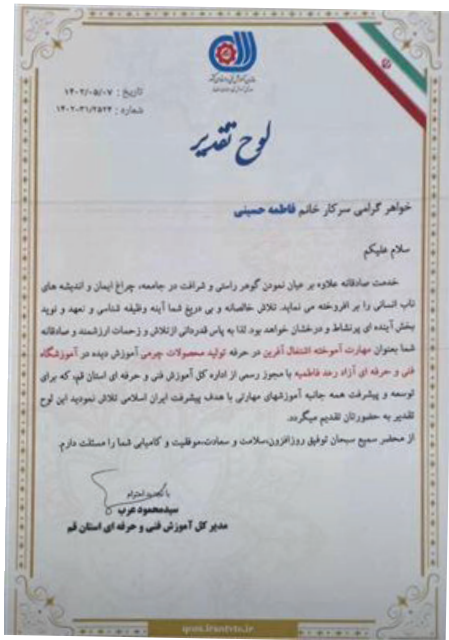 تاریخ : ۱۴۰۲/۰۵/۰۷
شماره : ۱۴۰۲-۳۱/۲۵۲۴
لوح تقدیر
خواهر گرامی سرکار خانم فاطمه حسینی
سلام علیکم
خدمت صادقانه علاوه بر عیان نمودن گوهر راستی و شرافت در جامعه، چراغ ایمان و اندیشه های
ناب انسانی را بر افروخته می نماید. تلاش خالصانه و بی دریغ شما آینه وظیفه شناسی و تعهد و نوید
بخش آینده ای پرنشاط و درخشان خواهد بود. لذا به پاس قدردانی ازتلاش و زحمات ارزشمند و صادقانه
شما بعنوان مهارت آموخته اشتغال آفرین در حرفه تولید محصولات چرمی آموزش دیده در آموزشگاه
فنی و حرفه ای آزاد رعد فاطمیه با مجوز رسمی از اداره کل آموزش فنی و حرفه ای استان قم، که برای
توسعه و پیشرفت همه جانبه آموزشهای مهارتی با هدف پیشرفت ایران اسلامی تلاش نمودید این لوح
تقدیر به حضورتان تقدیم میگردد.
از محضر سمیع سبحان توفیق روزافزون،سلامت و سعادت،موفقیت و کامیابی شما را مسئلت دارم.
با تجدید احترام
سیدمحمود عرب
مدیر کل آموزش فنی و حرفه ای استان قم
qom.irantvto.ir